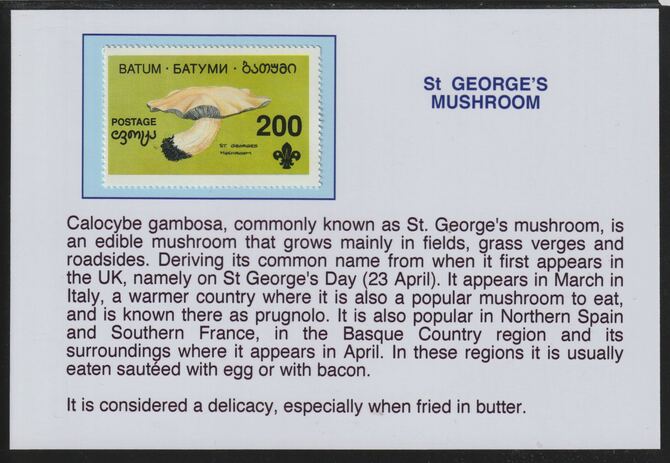 BATUM · БАТУМИ · ბათუმი
POSTAGE
ფოსტა
200
ST. GEORGES
MUSHROOM
St GEORGE'S
MUSHROOM
Calocybe gambosa, commonly known as St. George's mushroom, is
an edible mushroom that grows mainly in fields, grass verges and
roadsides. Deriving its common name from when it first appears in
the UK, namely on St George's Day (23 April). It appears in March in
Italy, a warmer country where it is also a popular mushroom to eat,
and is known there as prugnolo. It is also popular in Northern Spain
and Southern France, in the Basque Country region and its
surroundings where it appears in April. In these regions it is usually
eaten sautéed with egg or with bacon.
It is considered a delicacy, especially when fried in butter.